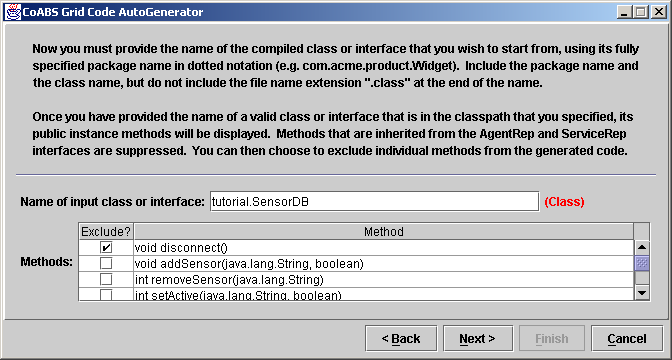 CoABS Grid Code AutoGenerator
Now you must provide the name of the compiled class or interface that you wish to start from, using its fully
specified package name in dotted notation (e.g. com.acme.product.Widget).  Include the package name and
the class name, but do not include the file name extension ".class" at the end of the name.
Once you have provided the name of a valid class or interface that is in the classpath that you specified, its
public instance methods will be displayed.  Methods that are inherited from the AgentRep and ServiceRep
interfaces are suppressed.  You can then choose to exclude individual methods from the generated code.
Name of input class or interface: tutorial.SensorDB (Class)
Exclude? Method
void disconnect()
Methods: void addSensor(java.lang.String, boolean)
int removeSensor(java.lang.String)
int setActive(java.lang.String, boolean)
< Back Next > Finish Cancel